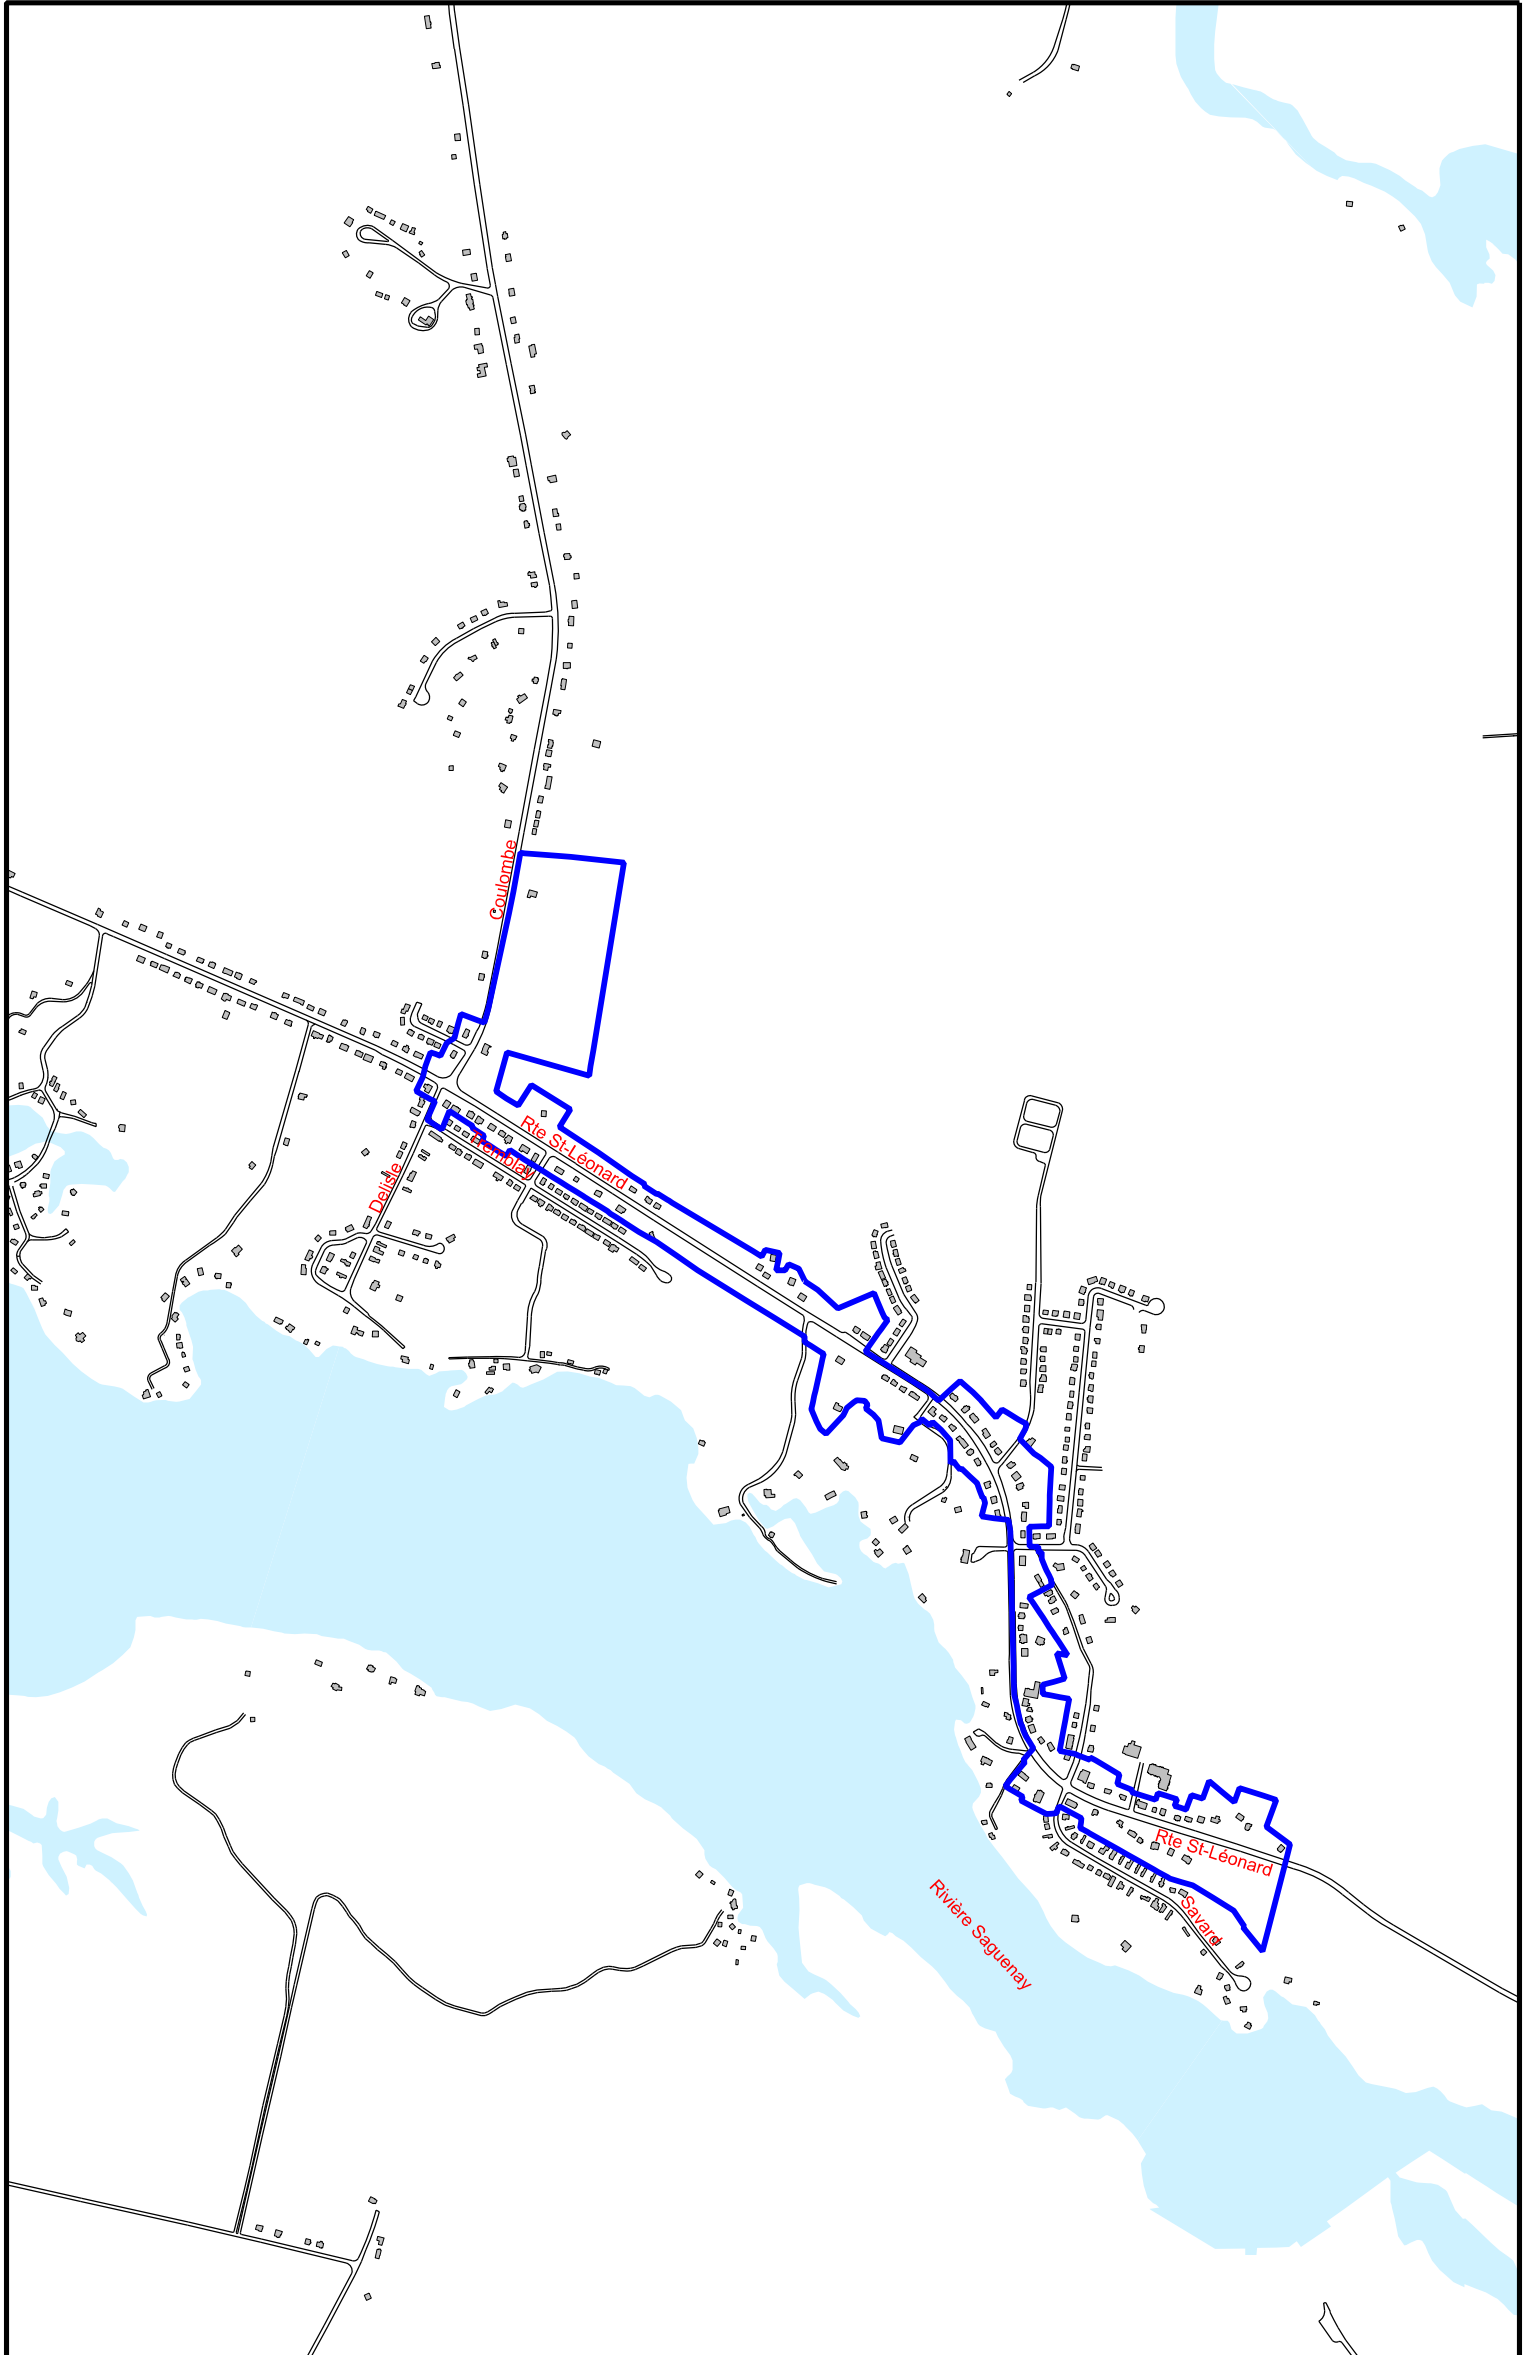 Coulombe
Rte St-Léonard
Tremblay
Delisle
Rte St-Léonard
Savard
Rivière Saguenay